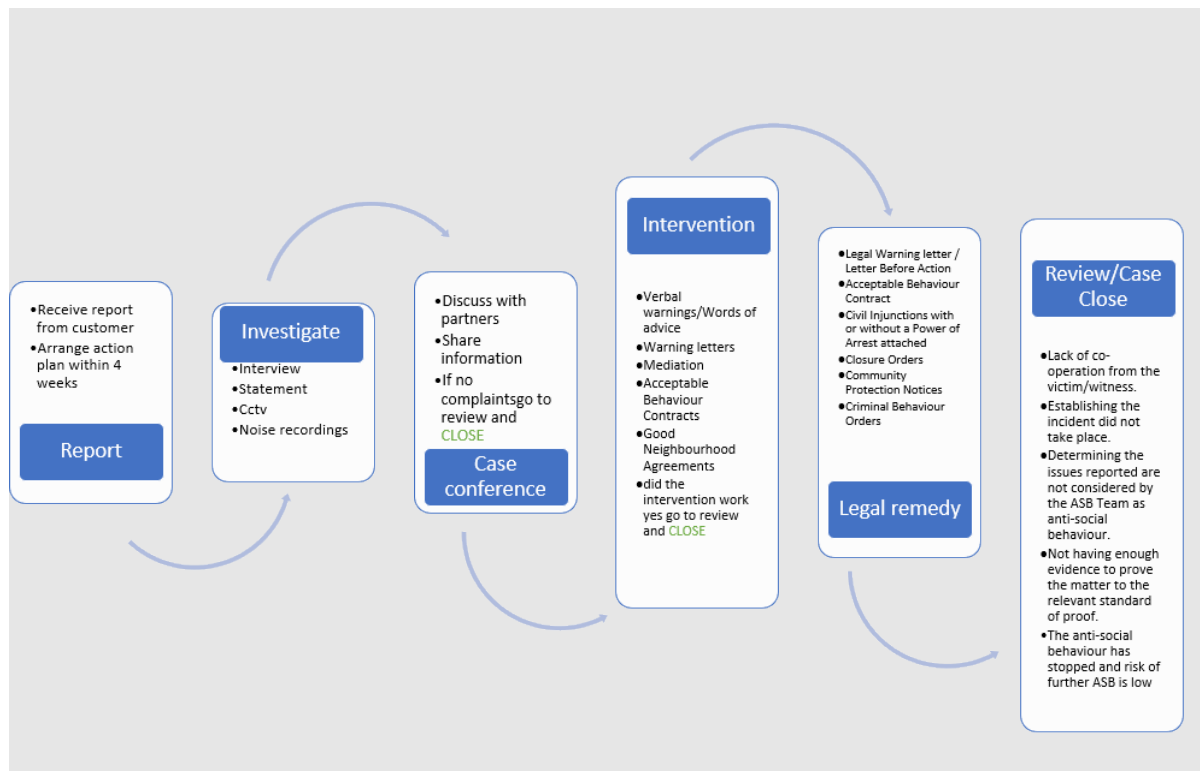 •Receive report
from customer
•Arrange action
plan within 4
weeks
Report
Investigate
•Interview
•Statement
•Cctv
•Noise recordings
•Discuss with
partners
•Share
information
•If no
complaintsgo to
review and
CLOSE
Case
conference
Intervention
•Verbal
warnings/Words of
advice
•Warning letters
•Mediation
•Acceptable
Behaviour
Contracts
•Good
Neighbourhood
Agreements
•did the
intervention work
yes go to review
and CLOSE
•Legal Warning letter /
Letter Before Action
•Acceptable Behaviour
Contract
•Civil Injunctions with
or without a Power of
Arrest attached
•Closure Orders
•Community
Protection Notices
•Criminal Behaviour
Orders
Legal remedy
Review/Case
Close
•Lack of co-
operation from the
victim/witness.
•Establishing the
incident did not
take place.
•Determining the
issues reported are
not considered by
the ASB Team as
anti-social
behaviour.
•Not having enough
evidence to prove
the matter to the
relevant standard
of proof.
•The anti-social
behaviour has
stopped and risk of
further ASB is low